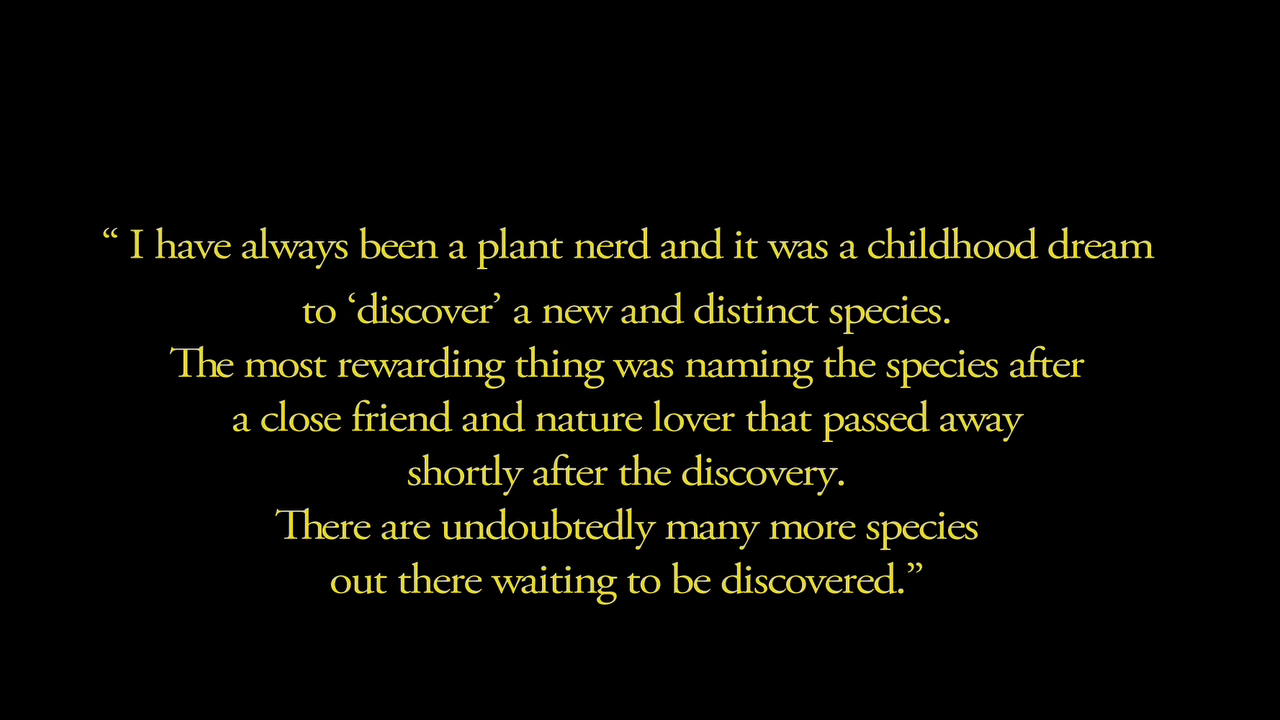 “ I have always been a plant nerd and it was a childhood dream
to ‘discover’ a new and distinct species.
The most rewarding thing was naming the species after
a close friend and nature lover that passed away
shortly after the discovery.
There are undoubtedly many more species
out there waiting to be discovered.”